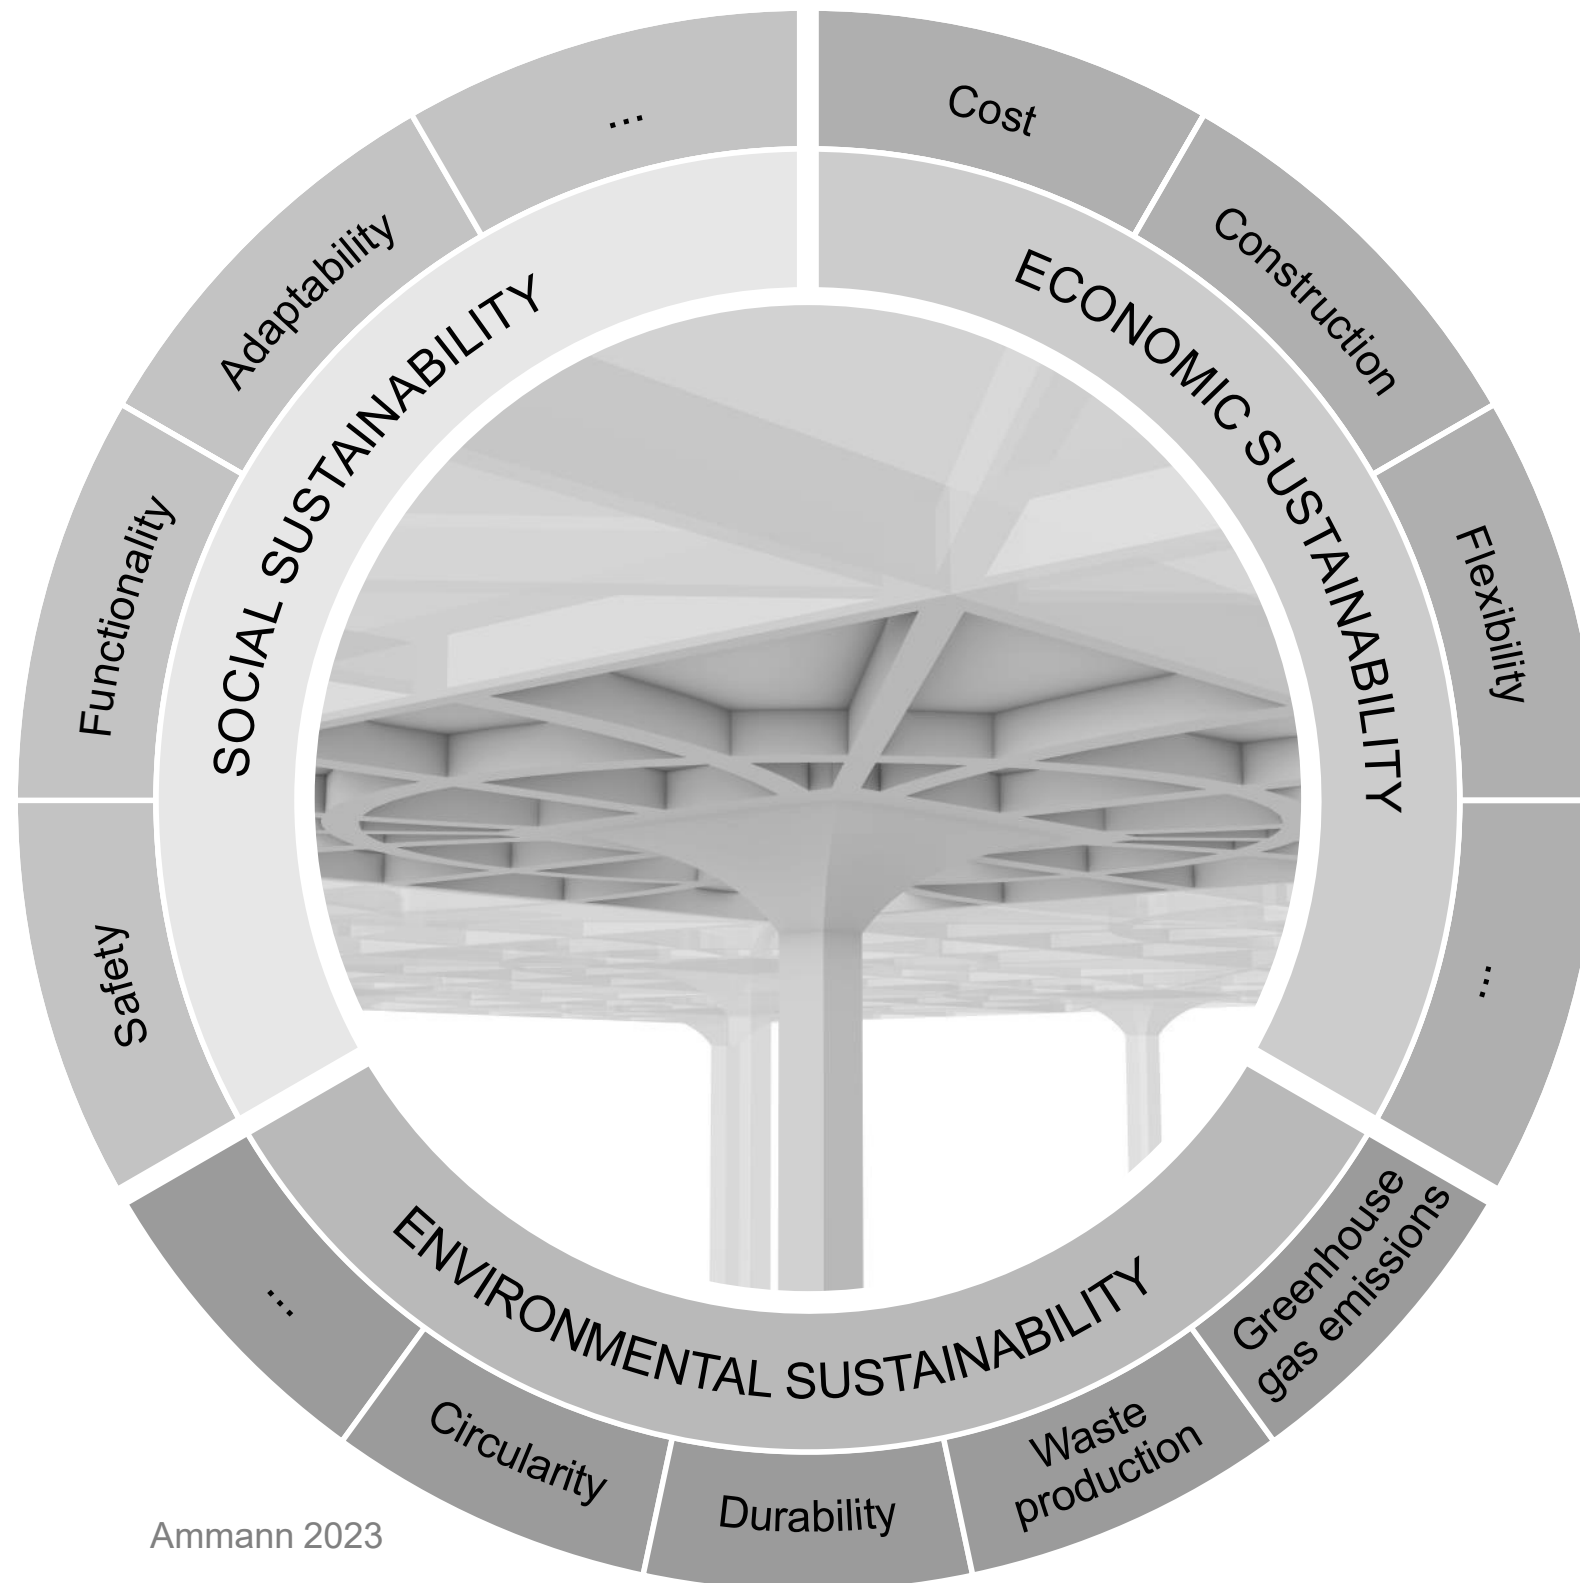 Cost
Construction
Flexibility
...
ECONOMIC SUSTAINABILITY
Greenhouse
gas emissions
Waste
production
Durability
Circularity
...
ENVIRONMENTAL SUSTAINABILITY
Safety
Functionality
Adaptability
...
SOCIAL SUSTAINABILITY
Ammann 2023